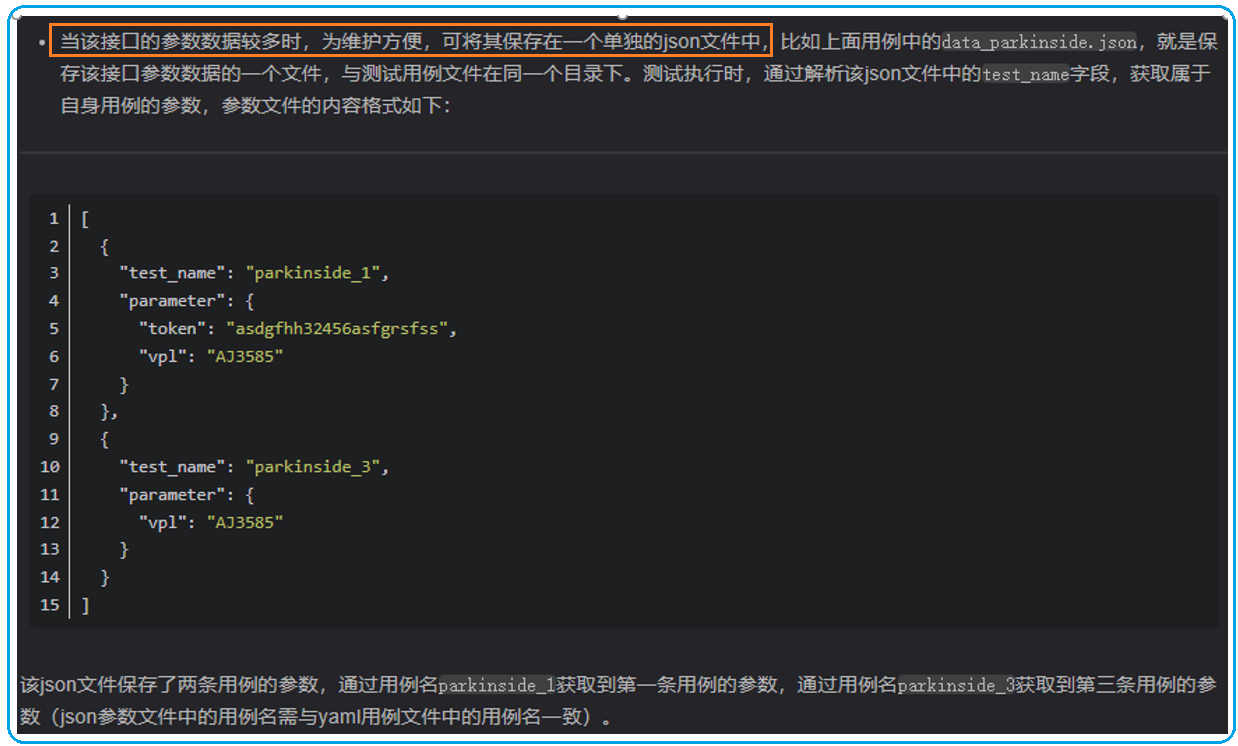 • 当该接口的参数数据较多时，为维护方便，可将其保存在一个单独的json文件中，比如上面用例中的data_parkinside.json，就是保
存该接口参数数据的一个文件，与测试用例文件在同一个目录下。测试执行时，通过解析该json文件中的test_name字段，获取属于
自身用例的参数，参数文件的内容格式如下：
1 [
2   {
3     "test_name": "parkinside_1",
4     "parameter": {
5       "token": "asdgfhh32456asfgrsfss",
6       "vpl": "AJ3585"
7     }
8   },
9   {
10     "test_name": "parkinside_3",
11     "parameter": {
12       "vpl": "AJ3585"
13     }
14   }
15 ]
该json文件保存了两条用例的参数，通过用例名parkinside_1获取到第一条用例的参数，通过用例名parkinside_3获取到第三条用例的参
数（json参数文件中的用例名需与yaml用例文件中的用例名一致）。